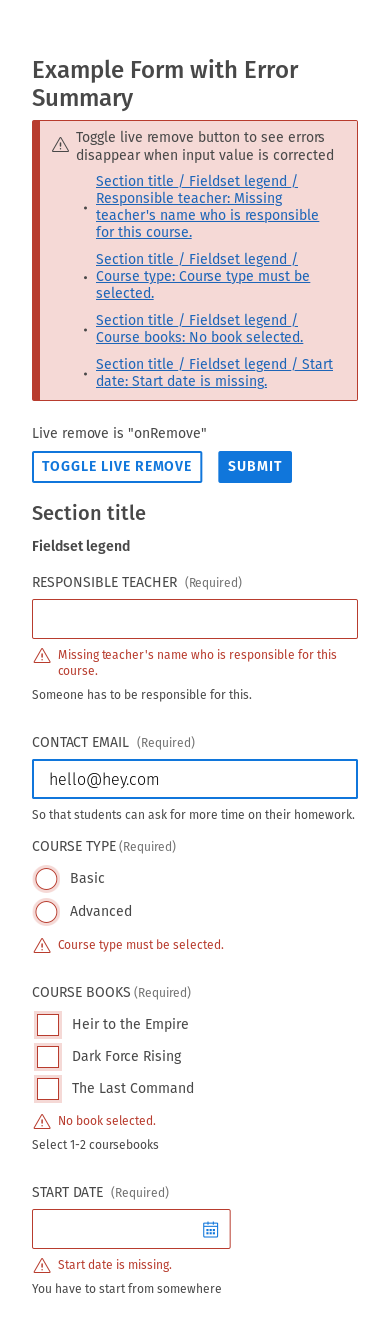 Example Form with Error
Summary
Toggle live remove button to see errors
disappear when input value is corrected
Section title / Fieldset legend /
Responsible teacher: Missing
teacher's name who is responsible
for this course.
Section title / Fieldset legend /
Course type: Course type must be
selected.
Section title / Fieldset legend /
Course books: No book selected.
Section title / Fieldset legend / Start
date: Start date is missing.
Live remove is "onRemove"
TOGGLE LIVE REMOVE SUBMIT
Section title
Fieldset legend
RESPONSIBLE TEACHER (Required)
Missing teacher's name who is responsible for this
course.
Someone has to be responsible for this.
CONTACT EMAIL (Required)
hello@hey.com
So that students can ask for more time on their homework.
COURSE TYPE (Required)
Basic
Advanced
Course type must be selected.
COURSE BOOKS (Required)
Heir to the Empire
Dark Force Rising
The Last Command
No book selected.
Select 1-2 coursebooks
START DATE (Required)
Start date is missing.
You have to start from somewhere